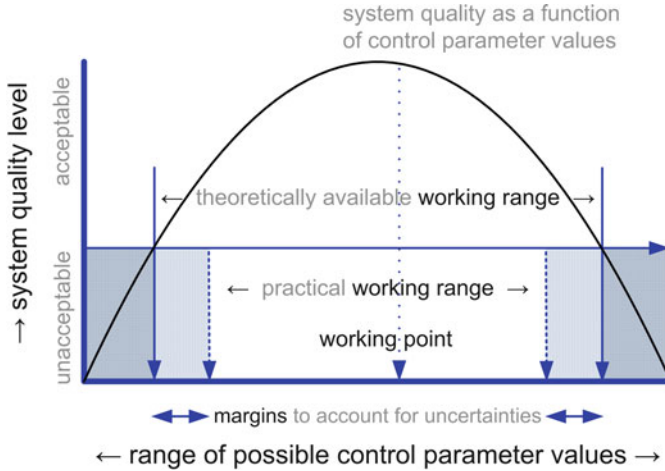 system quality as a function
of control parameter values
→ system quality level
acceptable
unacceptable
← theoretically available working range →
← practical working range →
working point
margins to account for uncertainties
← range of possible control parameter values →